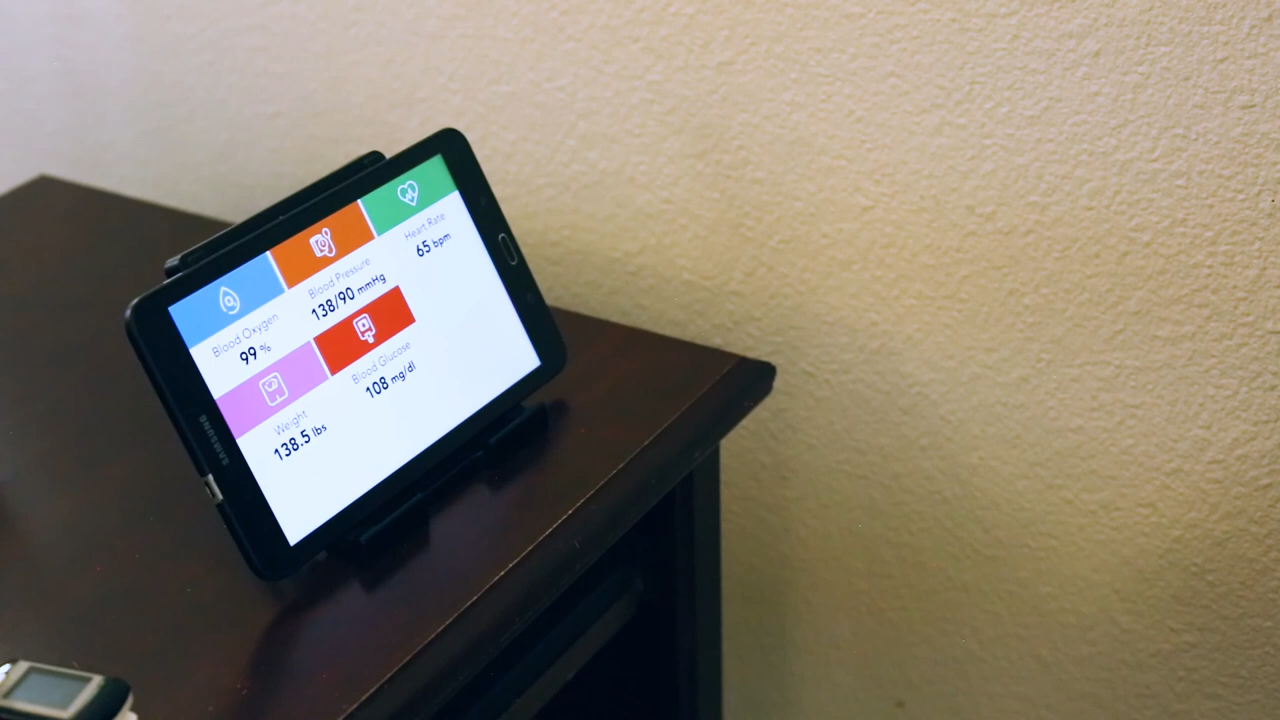 Blood Oxygen
99 %
Blood Pressure
138/90 mmHg
Heart Rate
65 bpm
Weight
138.5 lbs
Blood Glucose
108 mg/dl
SAMSUNG